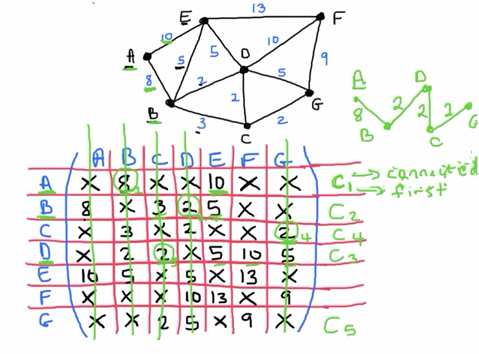 13
E
F
10
5
5
10
9
A
D
8
2
5
B
2
G
3
2
C
A
D
8
2
2
2
G
B
C
A B C D E F G
A X 8 X X 10 X X C1 → connected
→ first
B 8 X 3 2 5 X X C2
C X 3 X 2 X X 2 4 C4
D X 2 2 X 5 10 5 C3
E 10 5 X 5 X 13 X
F X X X 10 13 X 9
G X X 2 5 X 9 X C5